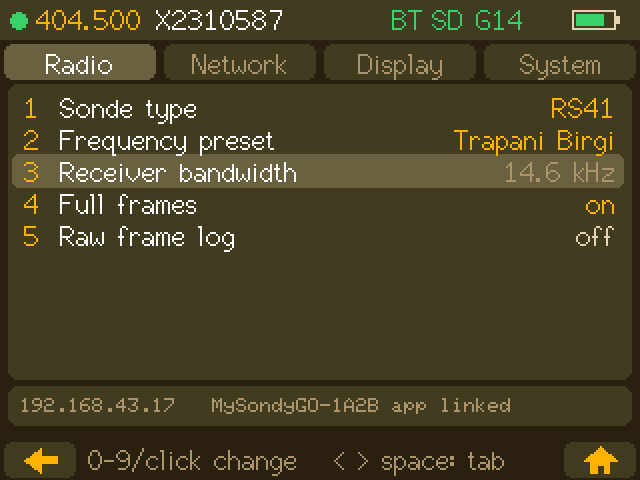 404.500 X2310587 BT SD G14
Radio Network Display System
1 Sonde type RS41
2 Frequency preset Trapani Birgi
3 Receiver bandwidth 14.6 kHz
4 Full frames on
5 Raw frame log off
192.168.43.17 MySondyGO-1A2B app linked
0-9/click change < > space: tab